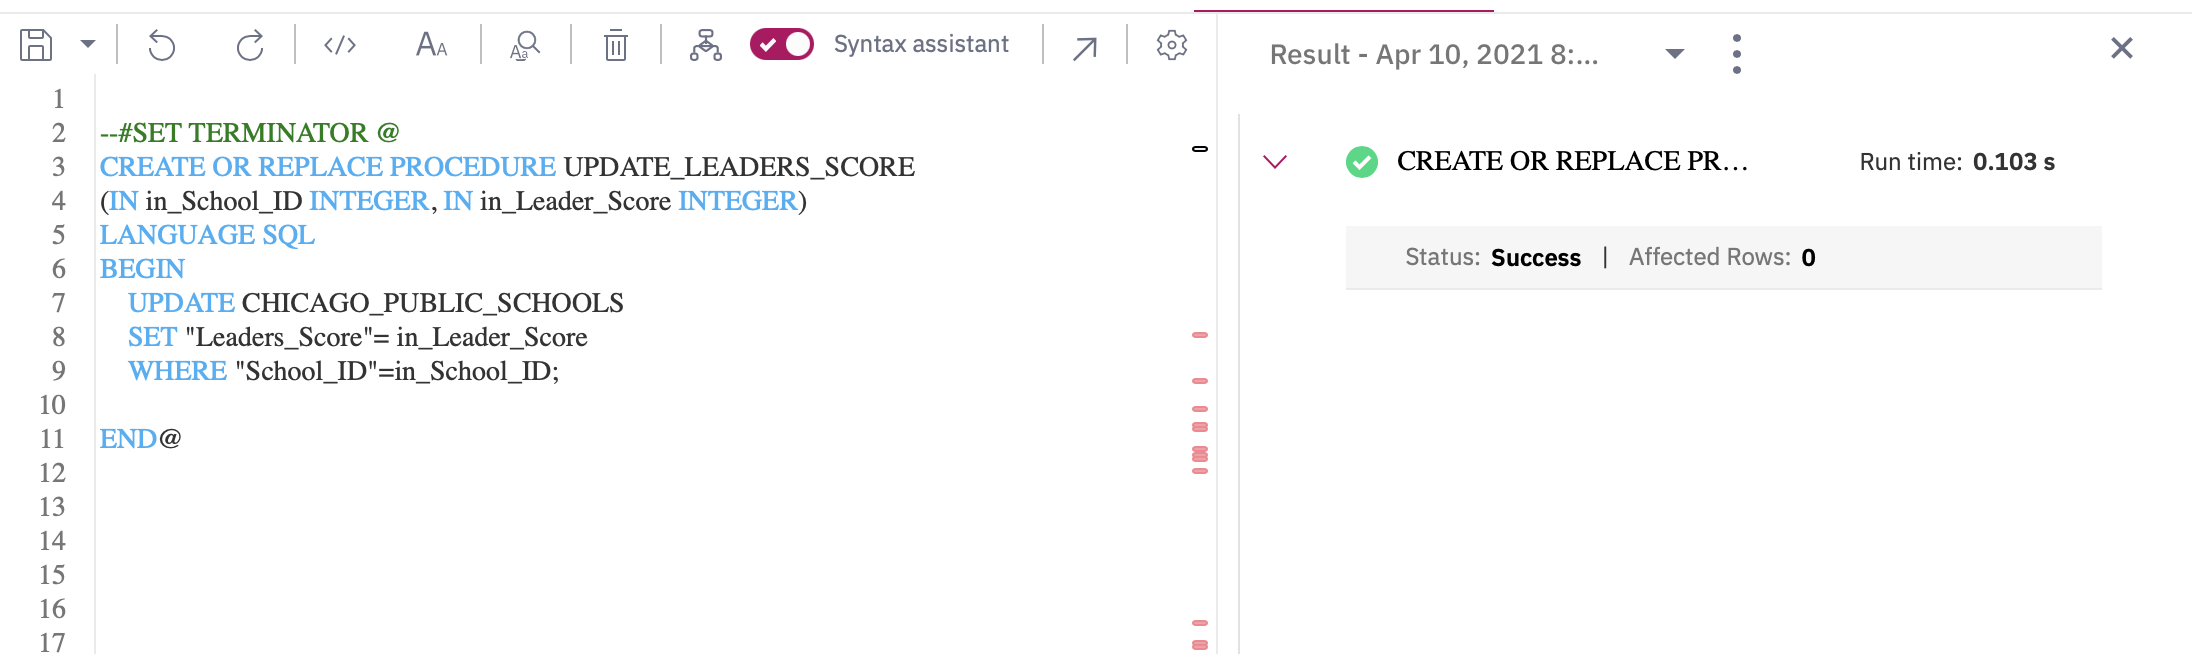 Syntax assistant
Result - Apr 10, 2021 8:...
1
2 --#SET TERMINATOR @
3 CREATE OR REPLACE PROCEDURE UPDATE_LEADERS_SCORE
4 (IN in_School_ID INTEGER, IN in_Leader_Score INTEGER)
5 LANGUAGE SQL
6 BEGIN
7 UPDATE CHICAGO_PUBLIC_SCHOOLS
8 SET "Leaders_Score"= in_Leader_Score
9 WHERE "School_ID"=in_School_ID;
10
11 END@
12
13
14
15
16
17
CREATE OR REPLACE PR... Run time: 0.103 s
Status: Success | Affected Rows: 0